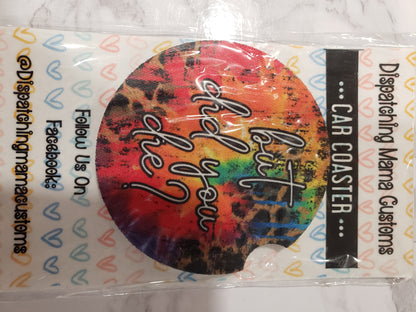 Dispatching Mama Customs
... CAR COASTER ...
but
did you
die?
Follow Us On
Facebook:
@Dispatchingmamacustoms